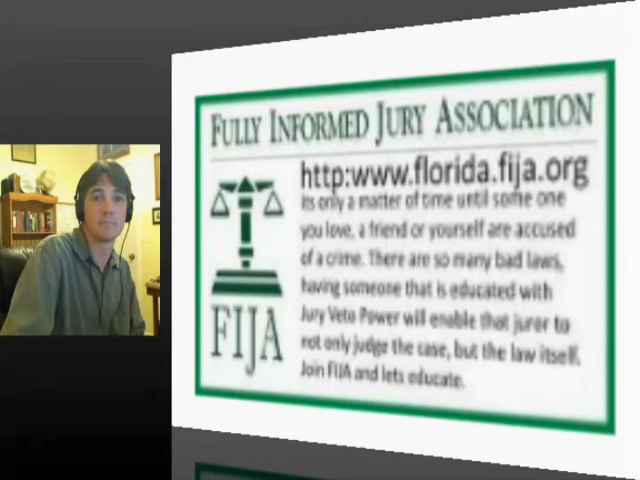 FULLY INFORMED JURY ASSOCIATION
http:www.florida.fija.org
its only a matter of time until some one
you love, a friend or yourself are accused
of a crime. There are so many bad laws,
having someone that is educated with
Jury Veto Power will enable that juror to
not only judge the case, but the law itself.
Join FIJA and lets educate.
FIJA